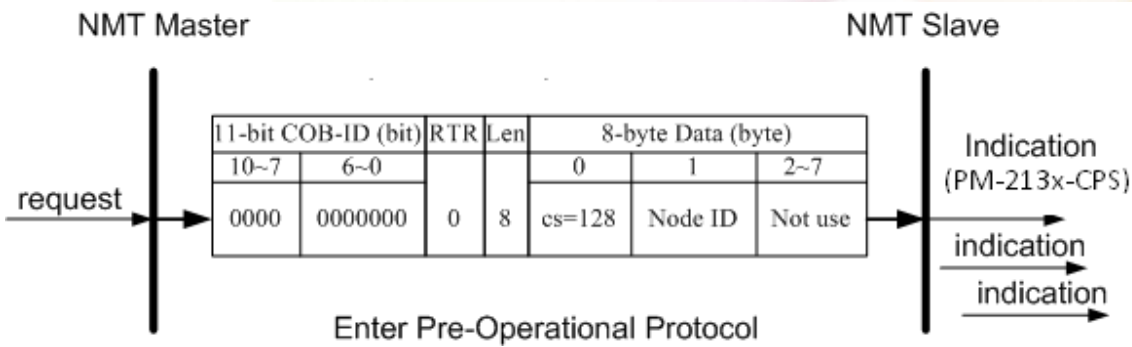 NMT Master NMT Slave
11-bit COB-ID (bit) RTR Len 8-byte Data (byte)
10~7 6~0 0 1 2~7
request 0000 0000000 0 8 cs=128 Node ID Not use
Indication
(PM-213x-CPS)
indication
indication
Enter Pre-Operational Protocol